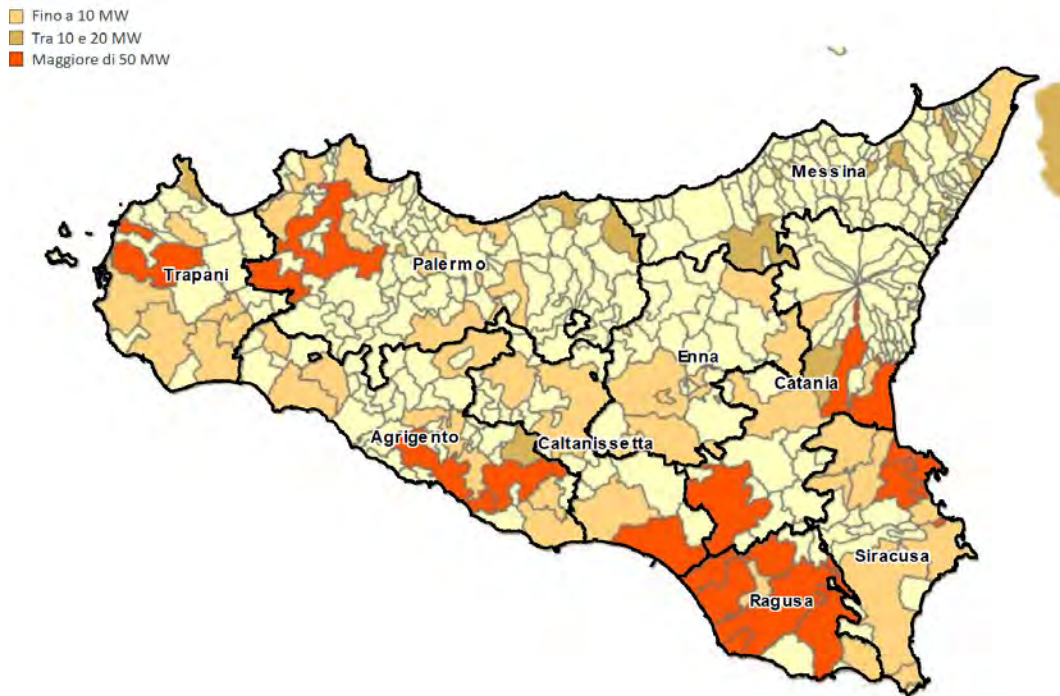 Fino a 10 MW
Tra 10 e 20 MW
Maggiore di 50 MW
Messina
Palermo
Trapani
Enna
Catania
Agrigento
Caltanissetta
Siracusa
Ragusa